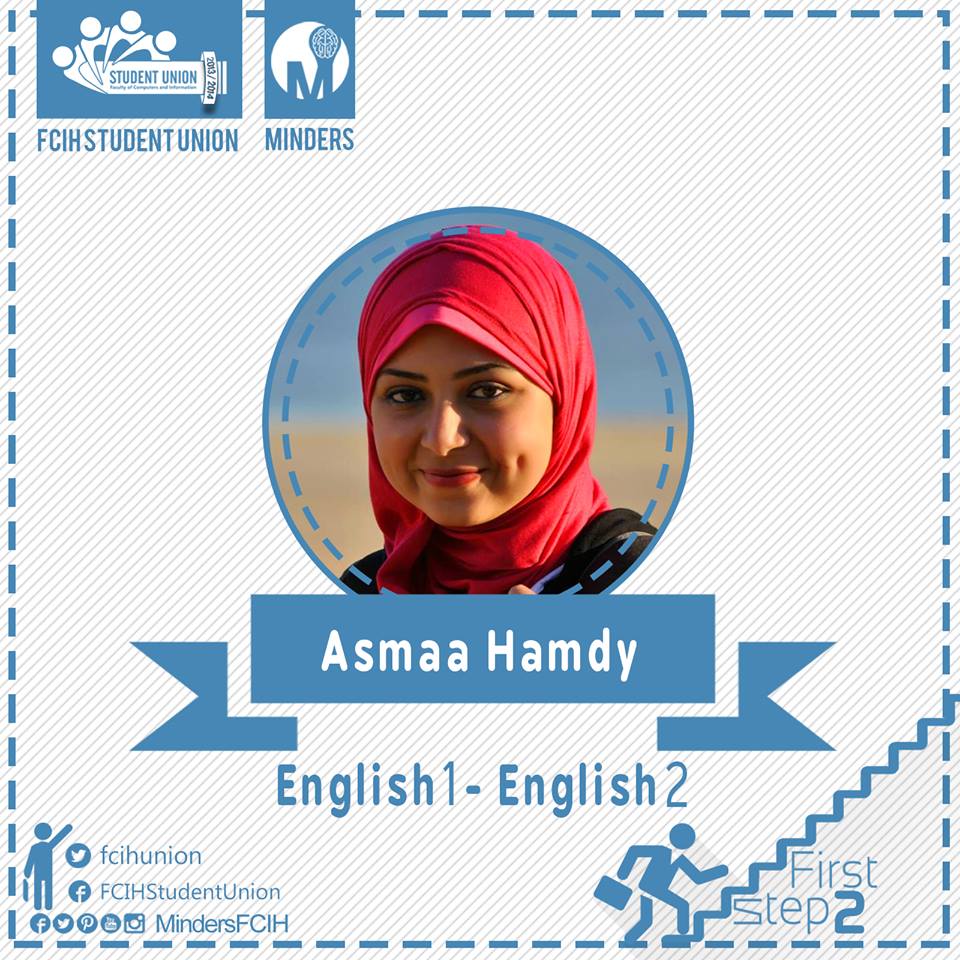 STUDENT UNION
Faculty of Computers and Information
2013 / 2014
M
FCIH STUDENT UNION
MINDERS
Asmaa Hamdy
English1- English2
fcihunion
FCIHStudentUnion
MindersFCIH
First
Step2